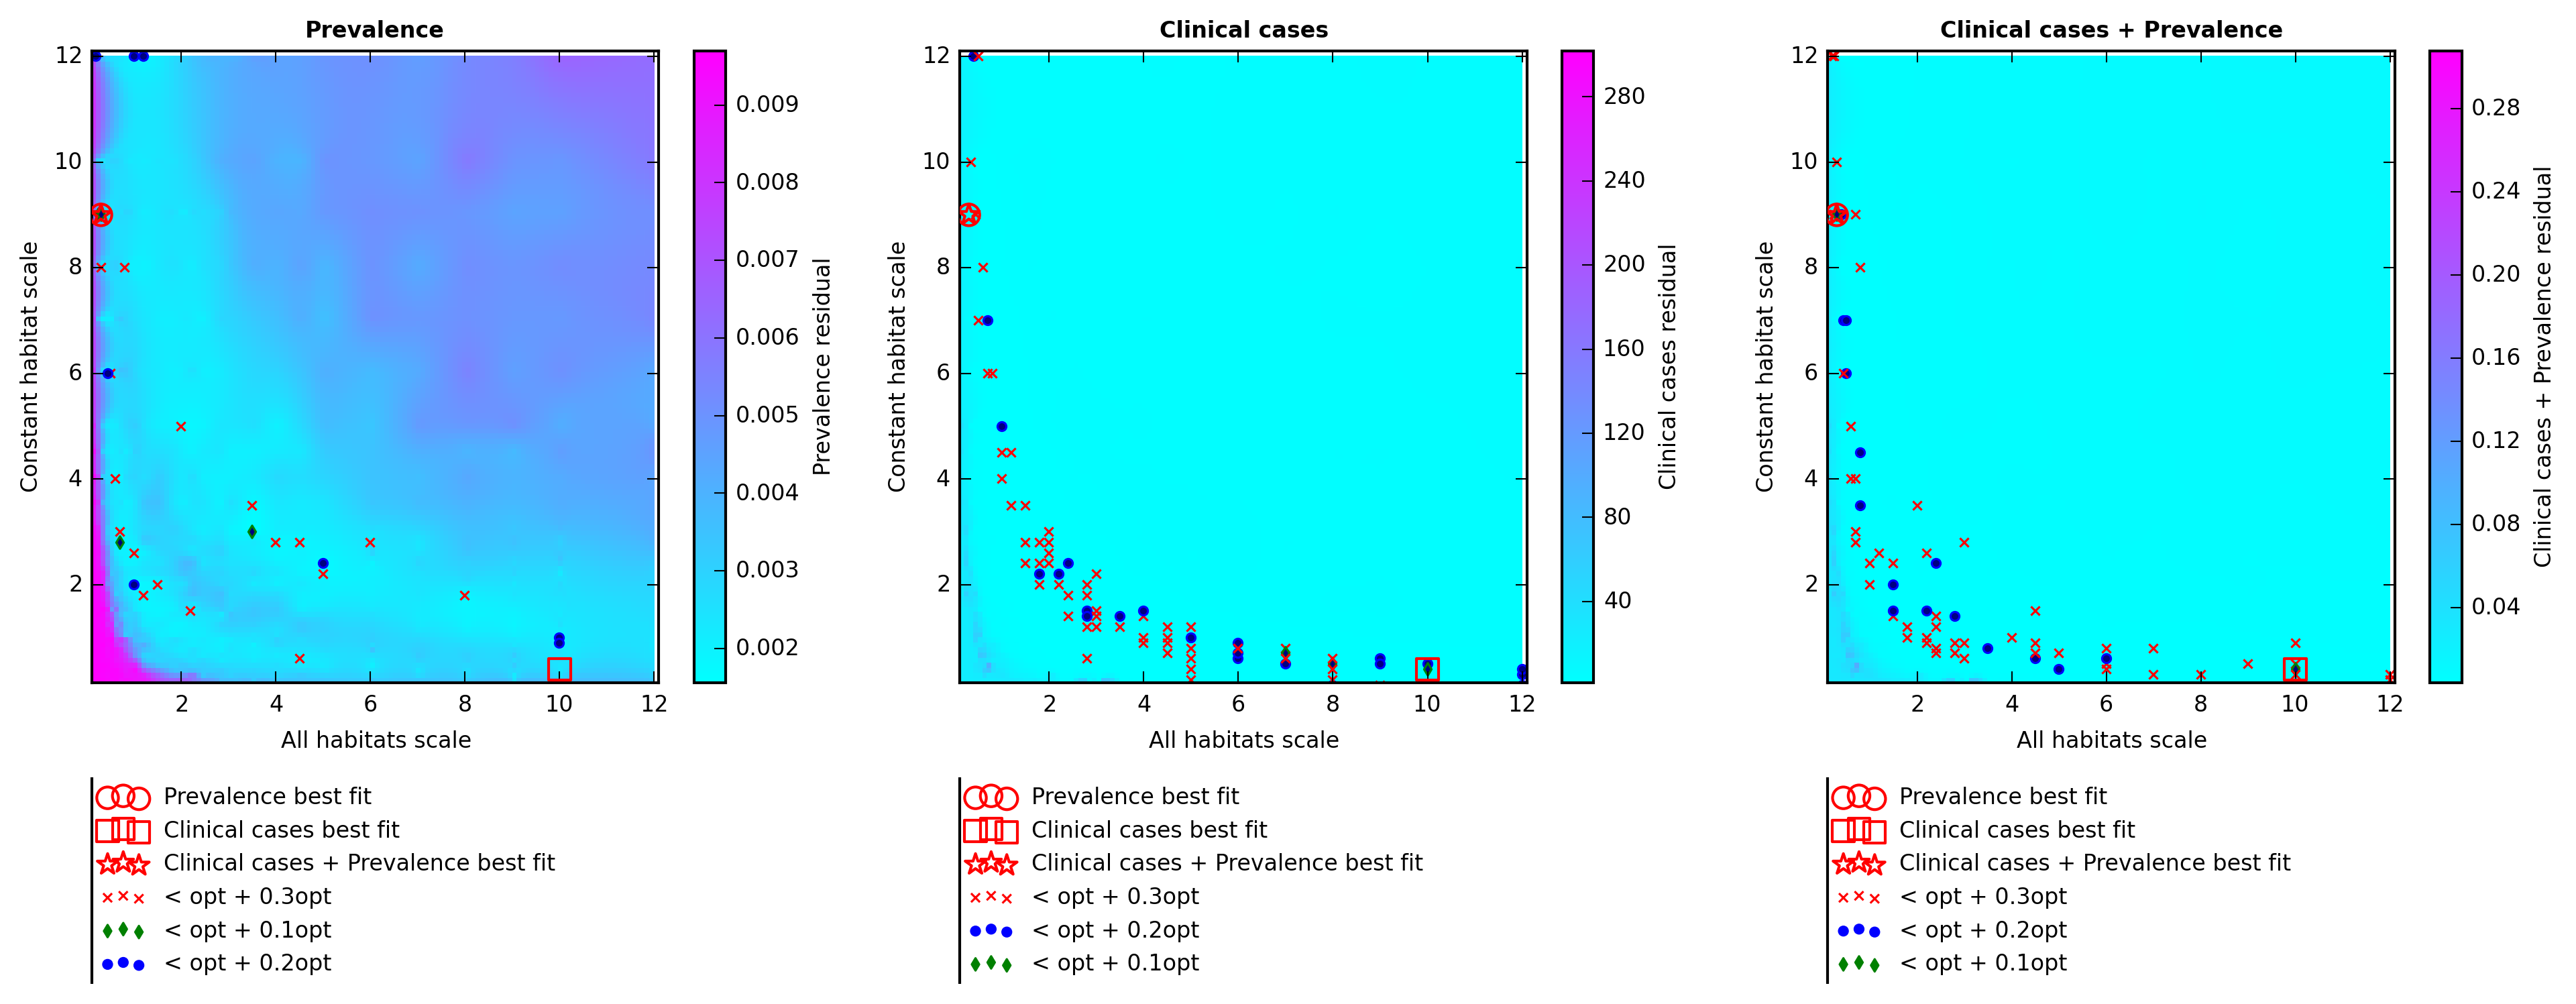 Prevalence
12
10
8
6
4
2
Constant habitat scale
2 4 6 8 10 12
All habitats scale
0.009
0.008
0.007
0.006
0.005
0.004
0.003
0.002
Prevalence residual
Prevalence best fit
Clinical cases best fit
Clinical cases + Prevalence best fit
< opt + 0.3opt
< opt + 0.1opt
< opt + 0.2opt
Clinical cases
12
10
8
6
4
2
Constant habitat scale
2 4 6 8 10 12
All habitats scale
280
240
200
160
120
80
40
Clinical cases residual
Prevalence best fit
Clinical cases best fit
Clinical cases + Prevalence best fit
< opt + 0.3opt
< opt + 0.2opt
< opt + 0.1opt
Clinical cases + Prevalence
12
10
8
6
4
2
Constant habitat scale
2 4 6 8 10 12
All habitats scale
0.28
0.24
0.20
0.16
0.12
0.08
0.04
Clinical cases + Prevalence residual
Prevalence best fit
Clinical cases best fit
Clinical cases + Prevalence best fit
< opt + 0.3opt
< opt + 0.2opt
< opt + 0.1opt